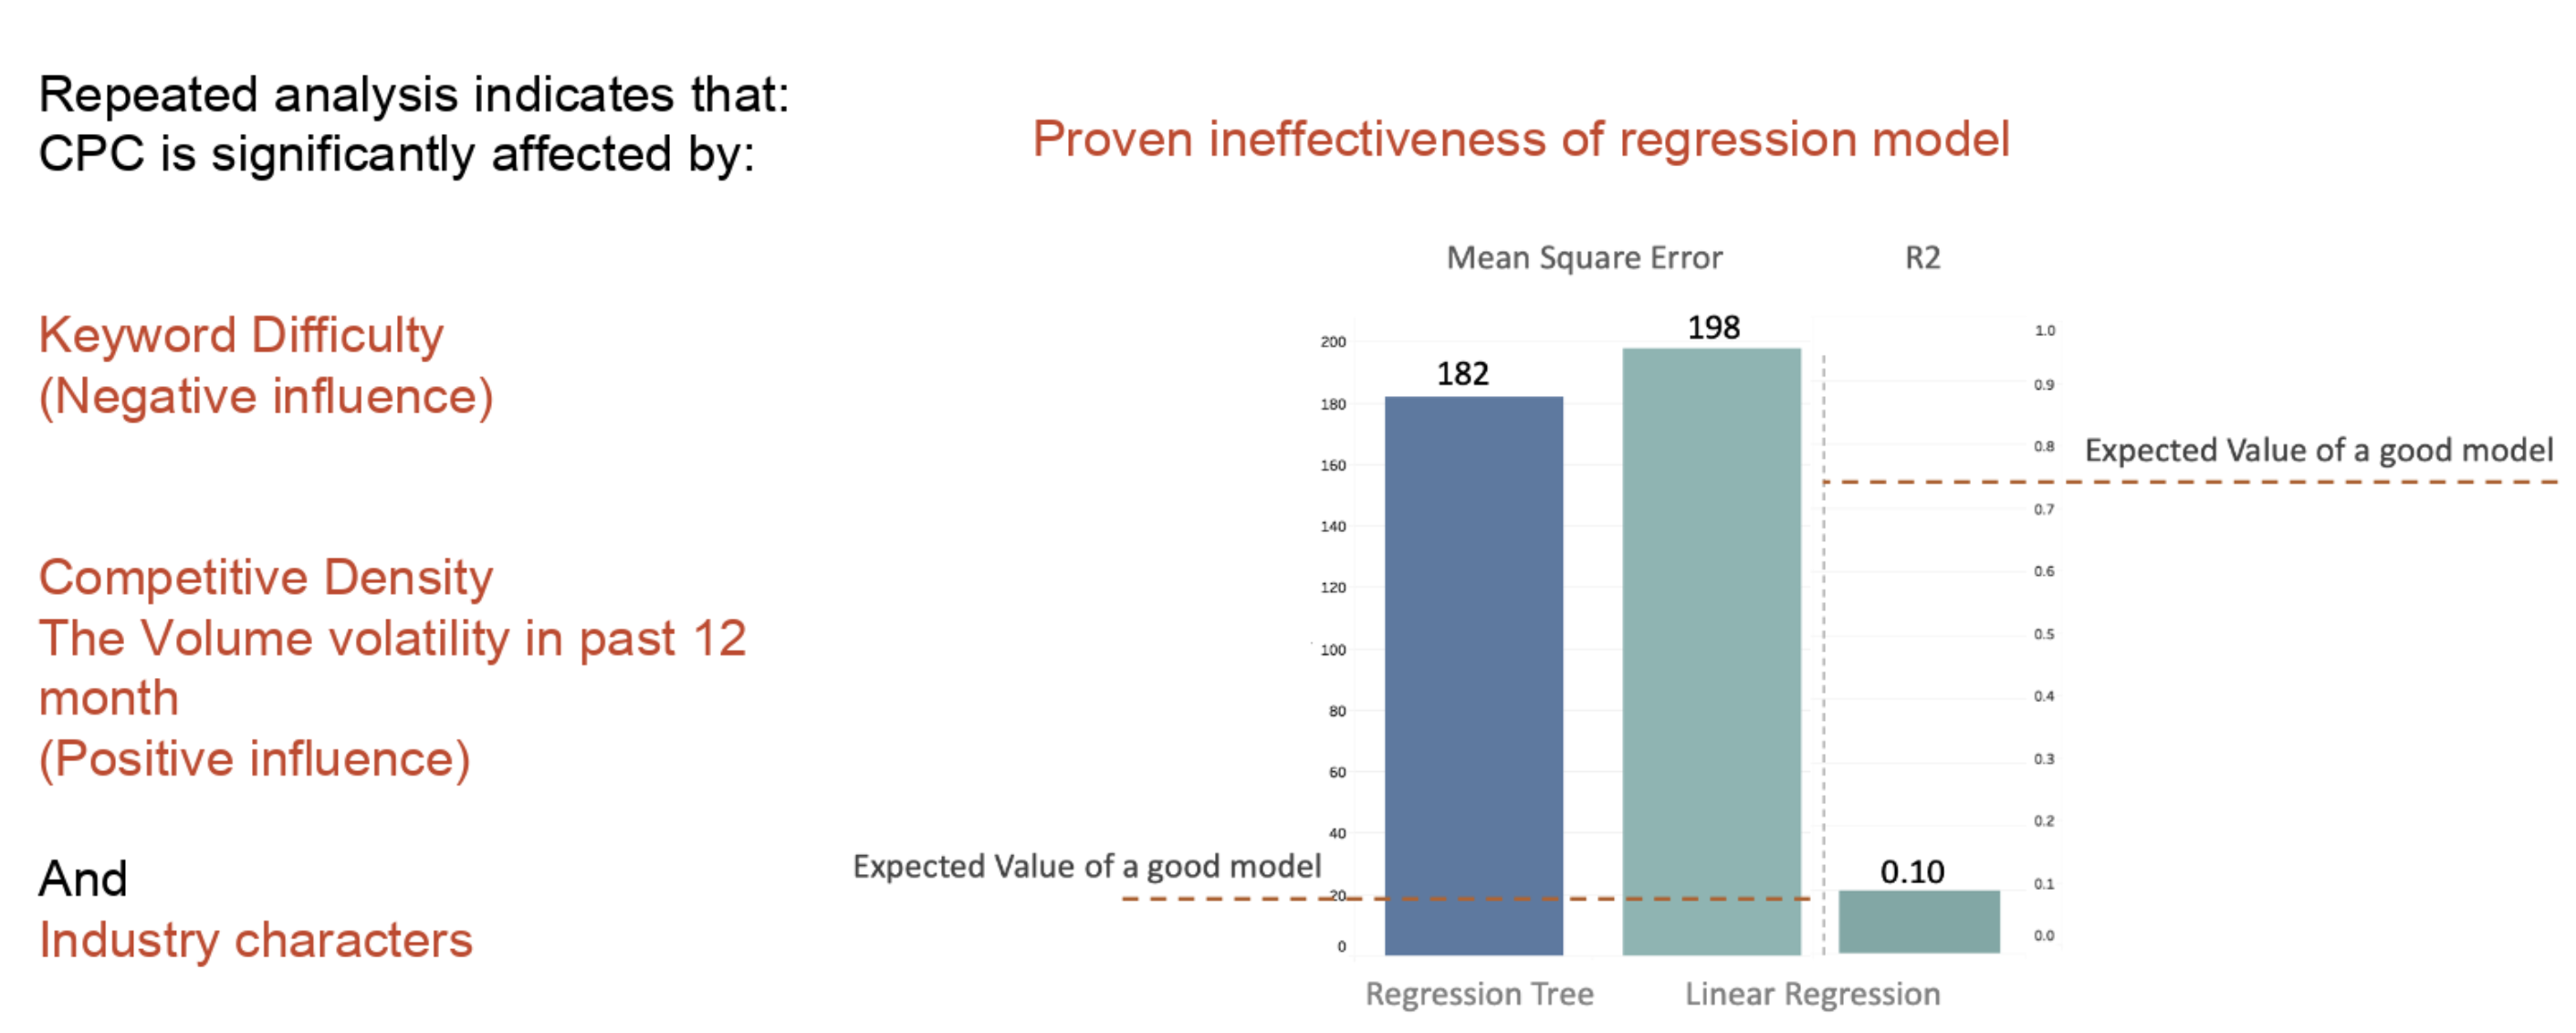 Repeated analysis indicates that:
CPC is significantly affected by:
Keyword Difficulty
(Negative influence)
Competitive Density
The Volume volatility in past 12
month
(Positive influence)
And
Industry characters
Proven ineffectiveness of regression model
Mean Square Error
R2
200
180
160
140
120
100
80
60
40
20
0
182
198
0.10
1.0
0.9
0.8
0.7
0.6
0.5
0.4
0.3
0.2
0.1
0.0
Expected Value of a good model
Expected Value of a good model
Regression Tree
Linear Regression